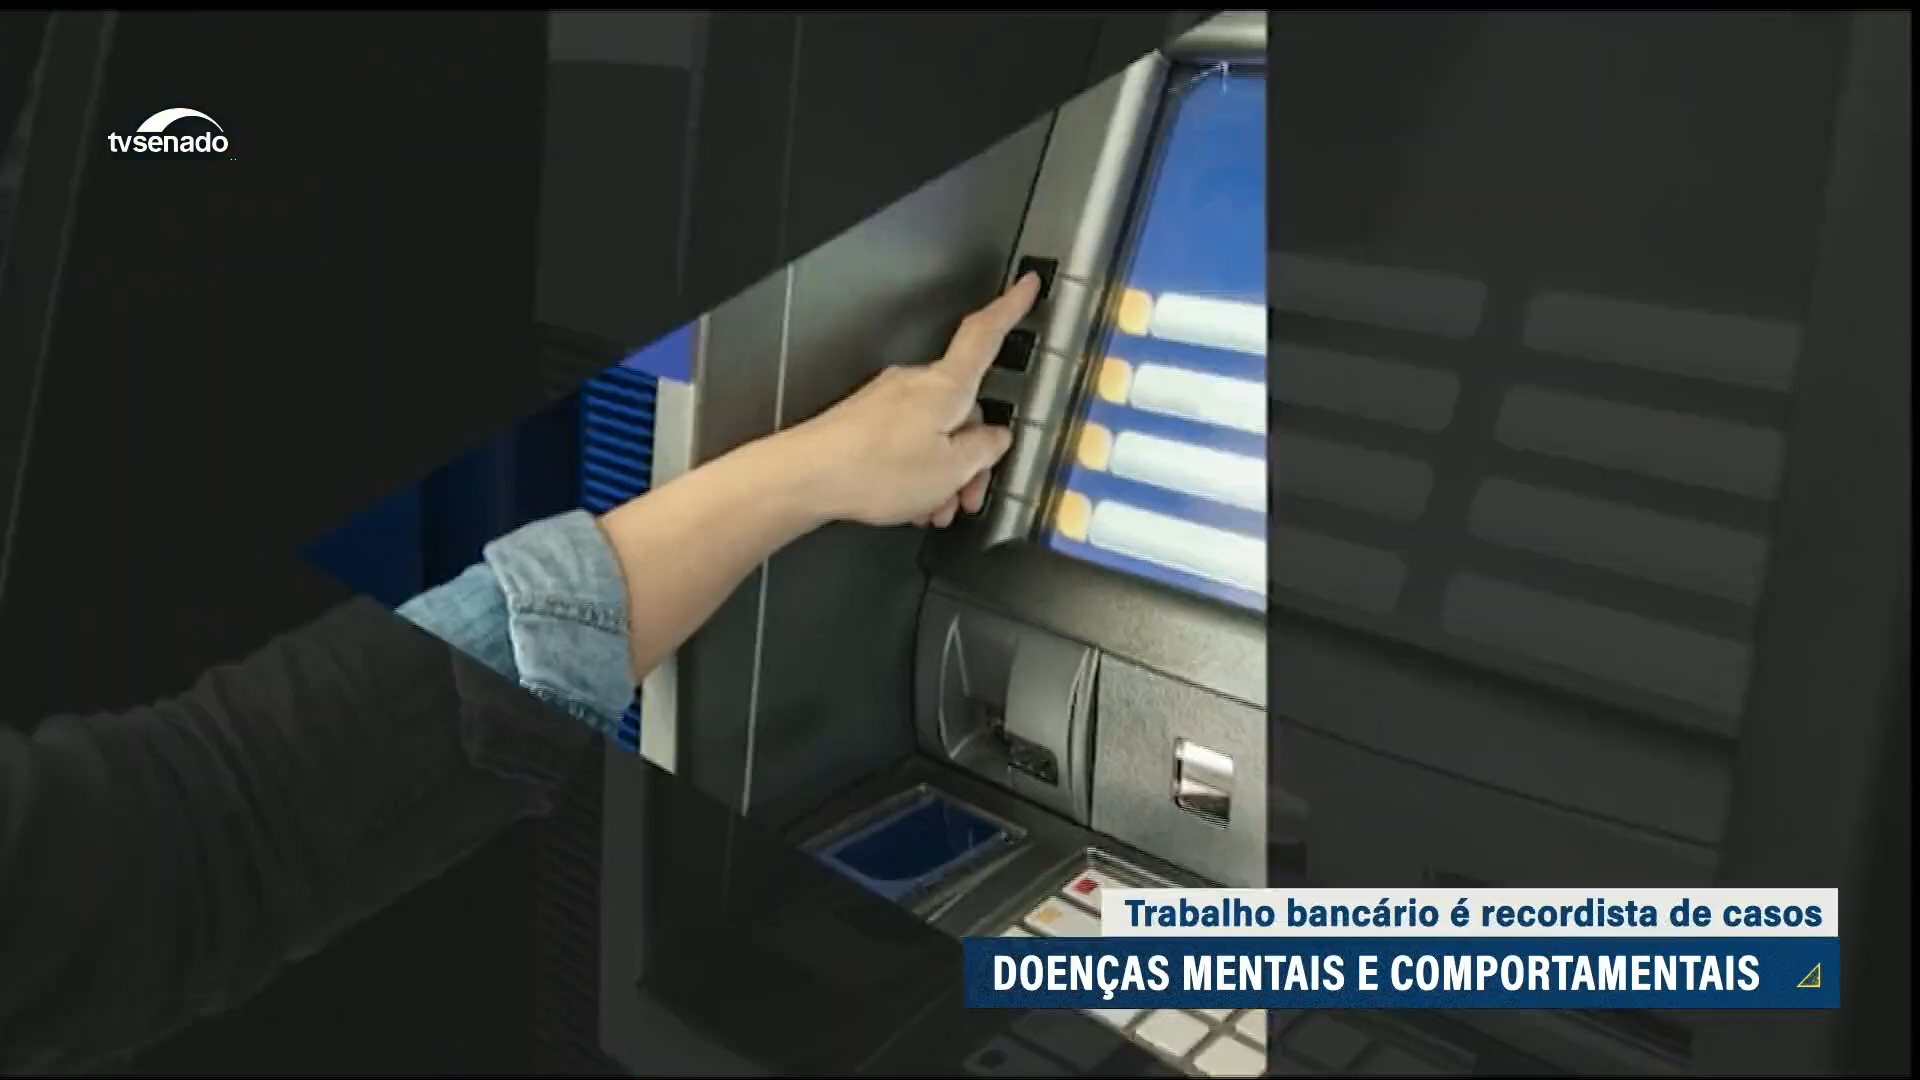 tvsenado
Trabalho bancário é recordista de casos
DOENÇAS MENTAIS E COMPORTAMENTAIS